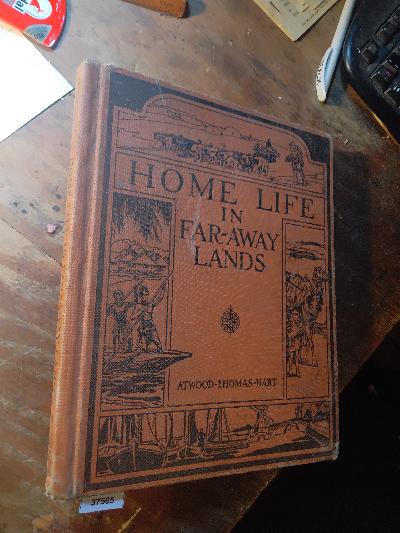 HOME LIFE
IN
FAR-AWAY
LANDS
ATWOOD-THOMAS-HART
37565